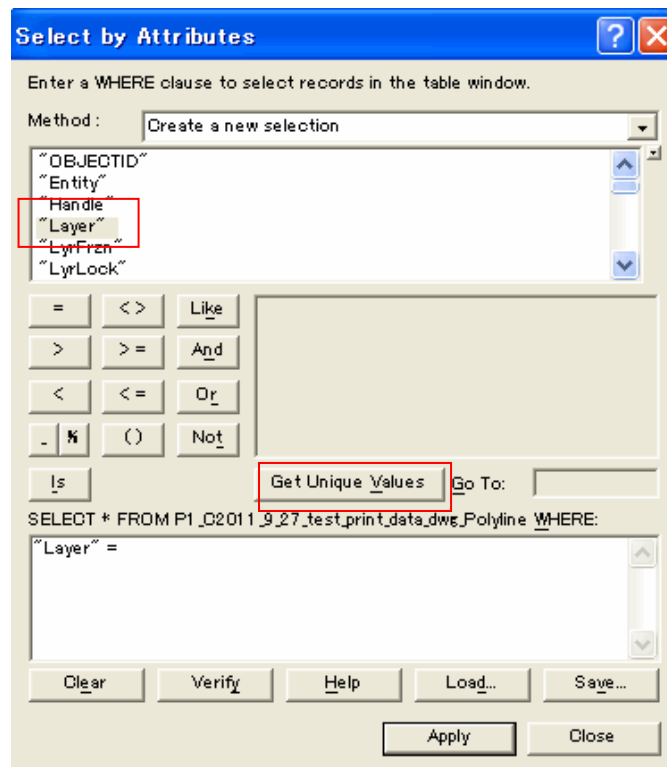 Select by Attributes
Enter a WHERE clause to select records in the table window.
Method : Create a new selection
"OBJECTID"
"Entity"
"Handle"
"Layer"
"LyrFrzn"
"LyrLock"
= <> Like
> >= And
< <= Or
_ % () Not
Is Get Unique Values Go To:
SELECT * FROM P1_C2011_9_27_test_print_data_dwg_Polyline WHERE:
"Layer" =
Clear Verify Help Load... Save...
Apply Close